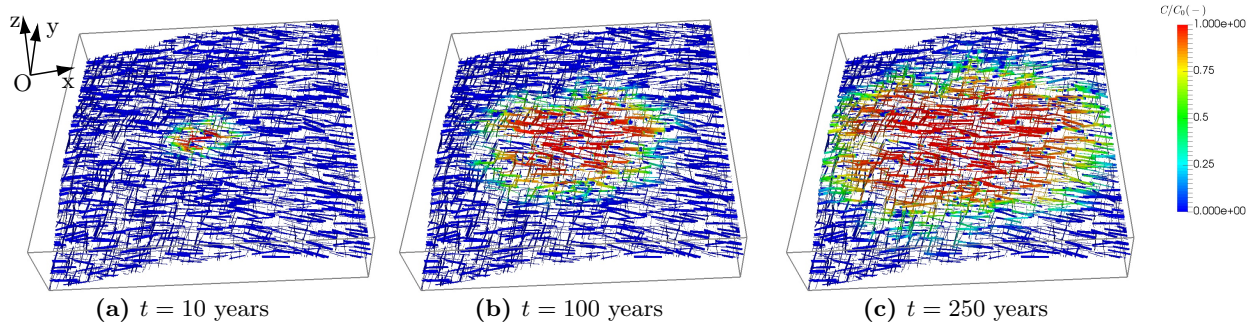 z
y
O
x
C/C₀(−)
1.000e+00
0.75
0.5
0.25
0.000e+00
(a) t = 10 years
(b) t = 100 years
(c) t = 250 years